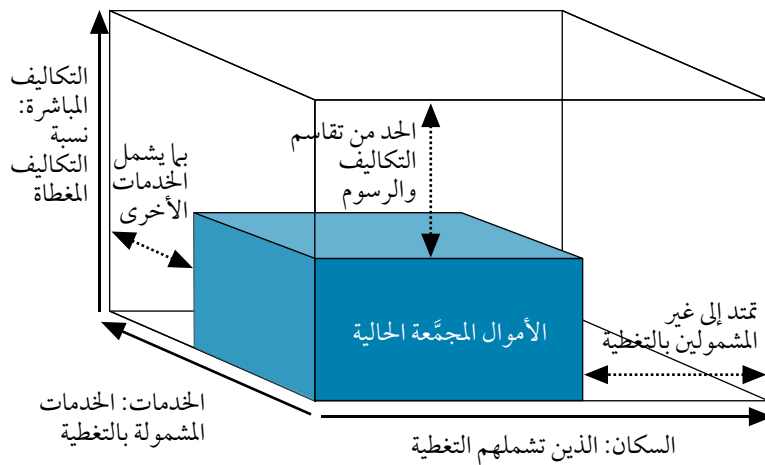 التكاليف
المباشرة:
نسبة
التكاليف
المغطاة
بما يشمل
الخدمات
الأخرى
الحد من تقاسم
التكاليف
والرسوم
الأموال المجمَّعة الحالية
تمتد إلى غير
المشمولين بالتغطية
الخدمات: الخدمات
المشمولة بالتغطية
السكان: الذين تشملهم التغطية